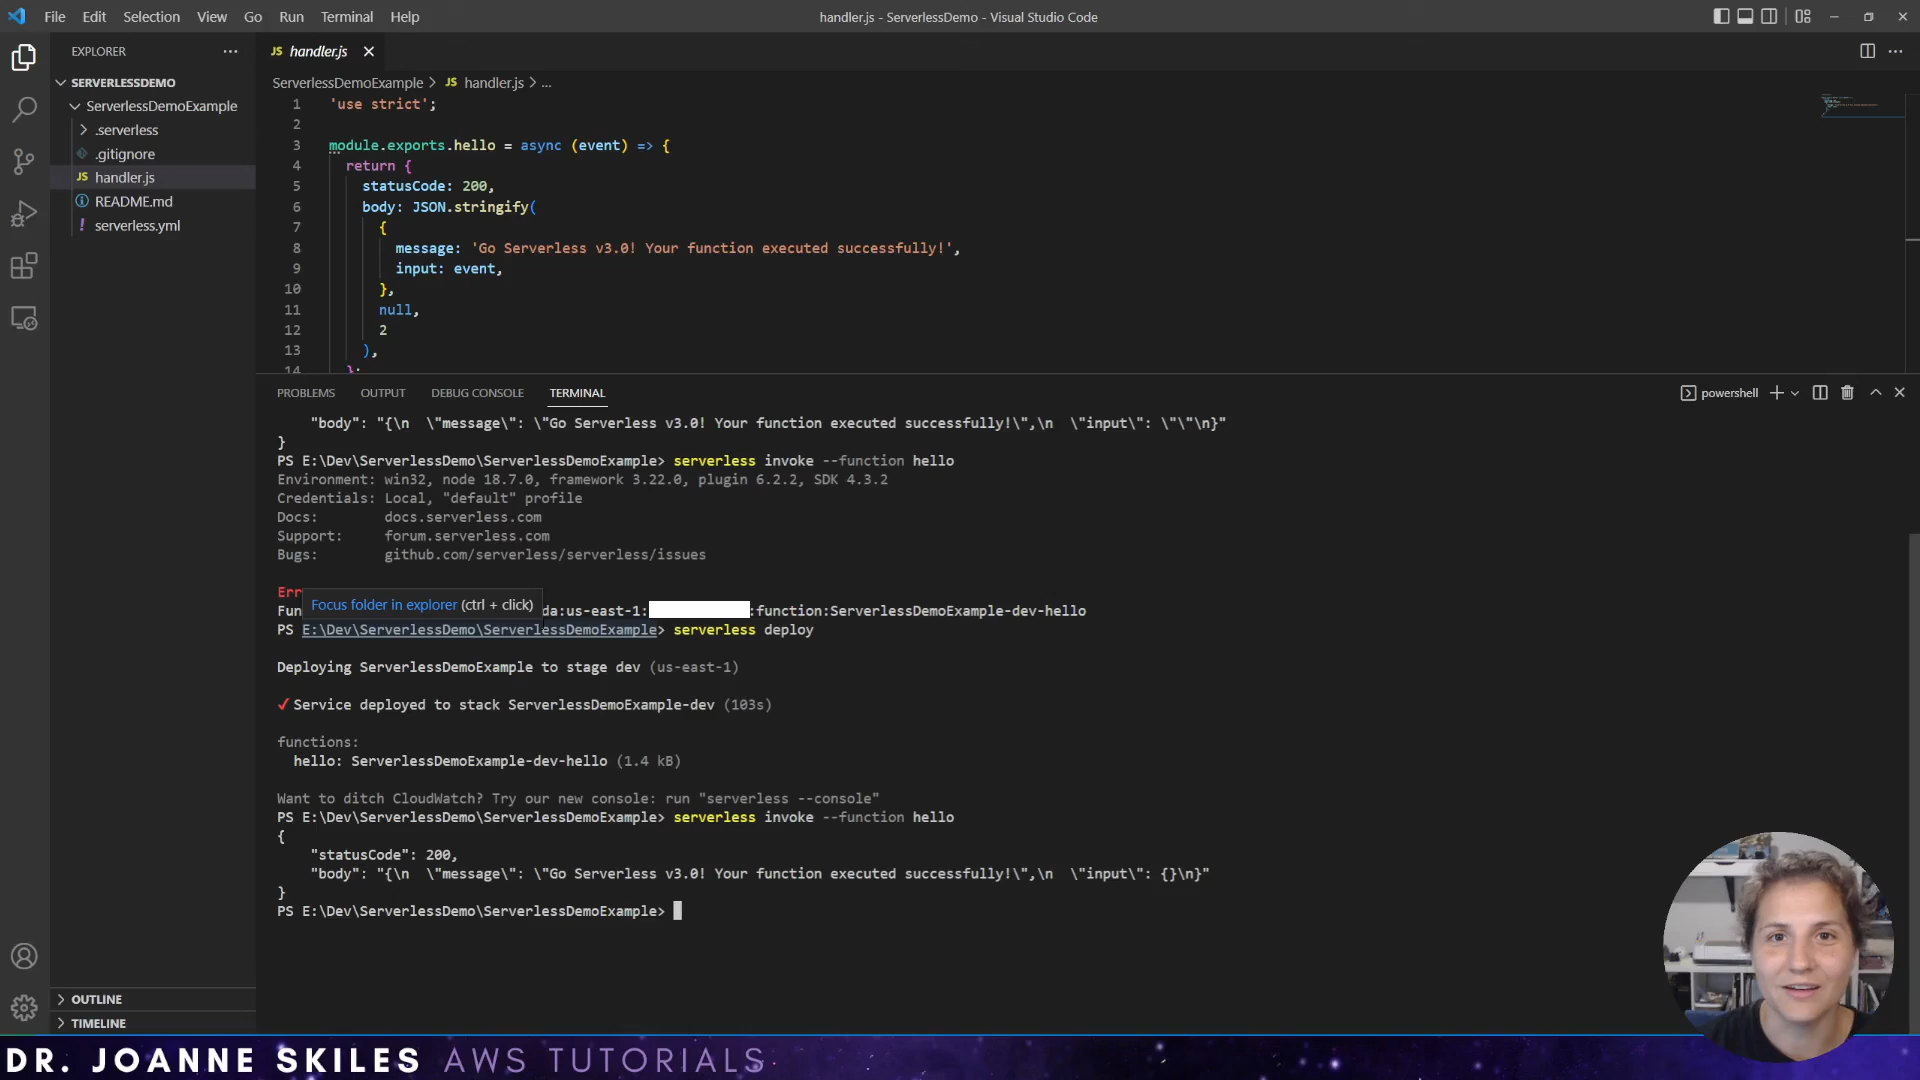 File Edit Selection View Go Run Terminal Help
handler.js - ServerlessDemo - Visual Studio Code
EXPLORER
SERVERLESSDEMO
ServerlessDemoExample
.serverless
.gitignore
JS handler.js
README.md
! serverless.yml
OUTLINE
TIMELINE
JS handler.js
ServerlessDemoExample > JS handler.js > ...
1 'use strict';
2
3 module.exports.hello = async (event) => {
4 return {
5 statusCode: 200,
6 body: JSON.stringify(
7 {
8 message: 'Go Serverless v3.0! Your function executed successfully!',
9 input: event,
10 },
11 null,
12 2
13 ),
14 };
PROBLEMS OUTPUT DEBUG CONSOLE TERMINAL
powershell
"body": "{\n  \"message\": \"Go Serverless v3.0! Your function executed successfully!\",\n  \"input\": \"\"\n}"
}
PS E:\Dev\ServerlessDemo\ServerlessDemoExample> serverless invoke --function hello
Environment: win32, node 18.7.0, framework 3.22.0, plugin 6.2.2, SDK 4.3.2
Credentials: Local, "default" profile
Docs: docs.serverless.com
Support: forum.serverless.com
Bugs: github.com/serverless/serverless/issues
Err
Focus folder in explorer (ctrl + click)
Fun da:us-east-1: :function:ServerlessDemoExample-dev-hello
PS E:\Dev\ServerlessDemo\ServerlessDemoExample> serverless deploy
Deploying ServerlessDemoExample to stage dev (us-east-1)
✓ Service deployed to stack ServerlessDemoExample-dev (103s)
functions:
hello: ServerlessDemoExample-dev-hello (1.4 kB)
Want to ditch CloudWatch? Try our new console: run "serverless --console"
PS E:\Dev\ServerlessDemo\ServerlessDemoExample> serverless invoke --function hello
{
"statusCode": 200,
"body": "{\n  \"message\": \"Go Serverless v3.0! Your function executed successfully!\",\n  \"input\": {}\n}"
}
PS E:\Dev\ServerlessDemo\ServerlessDemoExample>
DR. JOANNE SKILES AWS TUTORIALS